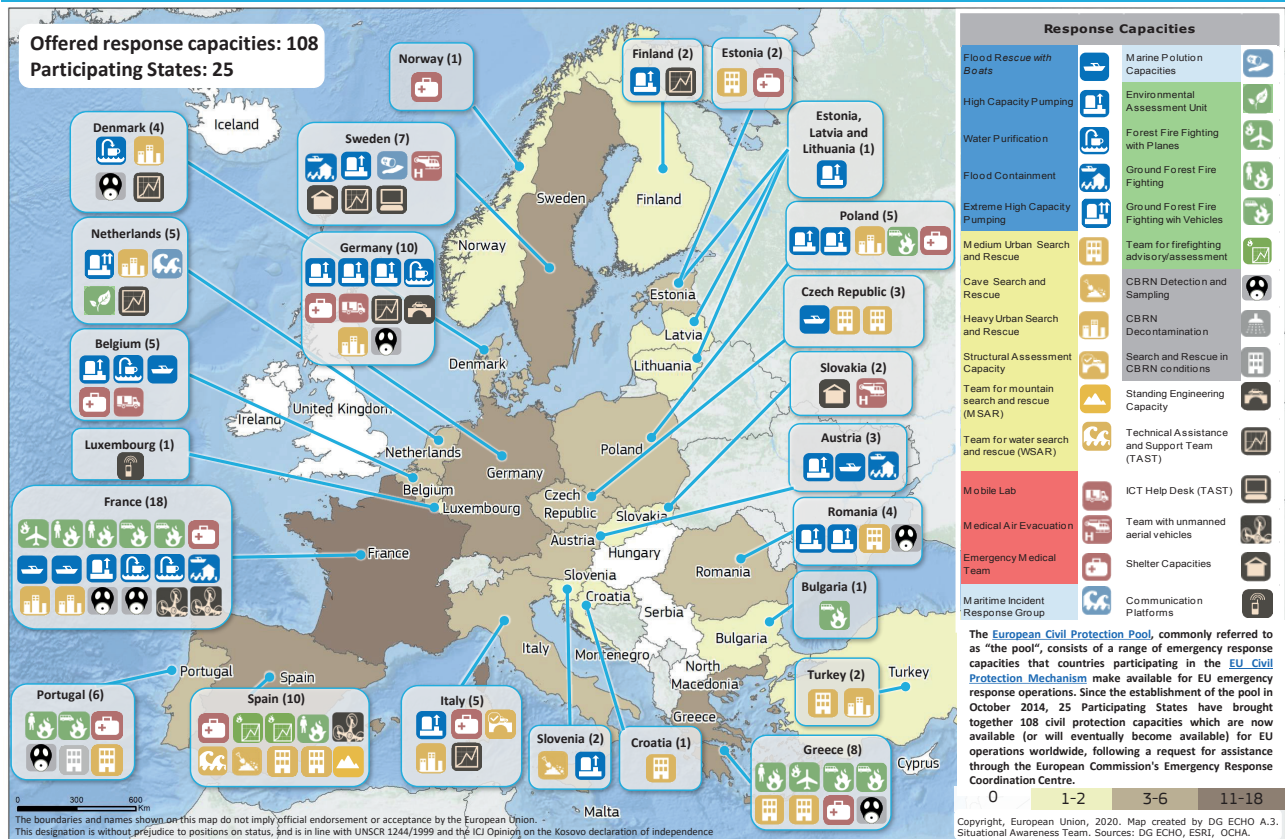 Offered response capacities: 108
Participating States: 25
Norway (1)
Finland (2)
Estonia (2)
Denmark (4)
Sweden (7)
Estonia,
Latvia and
Lithuania (1)
Netherlands (5)
Germany (10)
Poland (5)
Czech Republic (3)
Belgium (5)
Slovakia (2)
H
H
Luxembourg (1)
Austria (3)
France (18)
Romania (4)
Bulgaria (1)
Portugal (6)
Spain (10)
Italy (5)
Slovenia (2)
Croatia (1)
Turkey (2)
Greece (8)
Iceland
Sweden
Finland
Norway
Estonia
Latvia
Lithuania
Denmark
Ireland
United Kingdom
Netherlands
Poland
Germany
Belgium
Luxembourg
Czech
Republic
Slovakia
Austria
Hungary
France
Slovenia
Romania
Croatia
Serbia
Italy
Montenegro
Bulgaria
North
Macedonia
Portugal
Spain
Turkey
Greece
Cyprus
Malta
0 300 600
Km
The boundaries and names shown on this map do not imply official endorsement or acceptance by the European Union. -
This designation is without prejudice to positions on status, and is in line with UNSCR 1244/1999 and the ICJ Opinion on the Kosovo declaration of independence
Response Capacities
Flood Rescue with
Boats
High Capacity Pumping
Water Purification
Flood Containment
Extreme High Capacity
Pumping
Medium Urban Search
and Rescue
Cave Search and
Rescue
Heavy Urban Search
and Rescue
Structural Assessment
Capacity
Team for mountain
search and rescue
(MSAR)
Team for water search
and rescue (WSAR)
Mobile Lab
Medical Air Evacuation
H
Emergency Medical
Team
Maritime Incident
Response Group
Marine Polution
Capacities
Environmental
Assessment Unit
Forest Fire Fighting
with Planes
Ground Forest Fire
Fighting
Ground Forest Fire
Fighting wih Vehicles
Team for firefighting
advisory/assessment
CBRN Detection and
Sampling
CBRN
Decontamination
Search and Rescue in
CBRN conditions
Standing Engineering
Capacity
Technical Assistance
and Support Team
(TAST)
ICT Help Desk (TAST)
Team with unmanned
aerial vehicles
Shelter Capacities
Communication
Platforms
The European Civil Protection Pool, commonly referred to
as "the pool“, consists of a range of emergency response
capacities that countries participating in the EU Civil
Protection Mechanism make available for EU emergency
response operations. Since the establishment of the pool in
October 2014, 25 Participating States have brought
together 108 civil protection capacities which are now
available (or will eventually become available) for EU
operations worldwide, following a request for assistance
through the European Commission's Emergency Response
Coordination Centre.
0 1-2 3-6 11-18
Copyright, European Union, 2020. Map created by DG ECHO A.3.
Situational Awareness Team. Sources: DG ECHO, ESRI, OCHA.